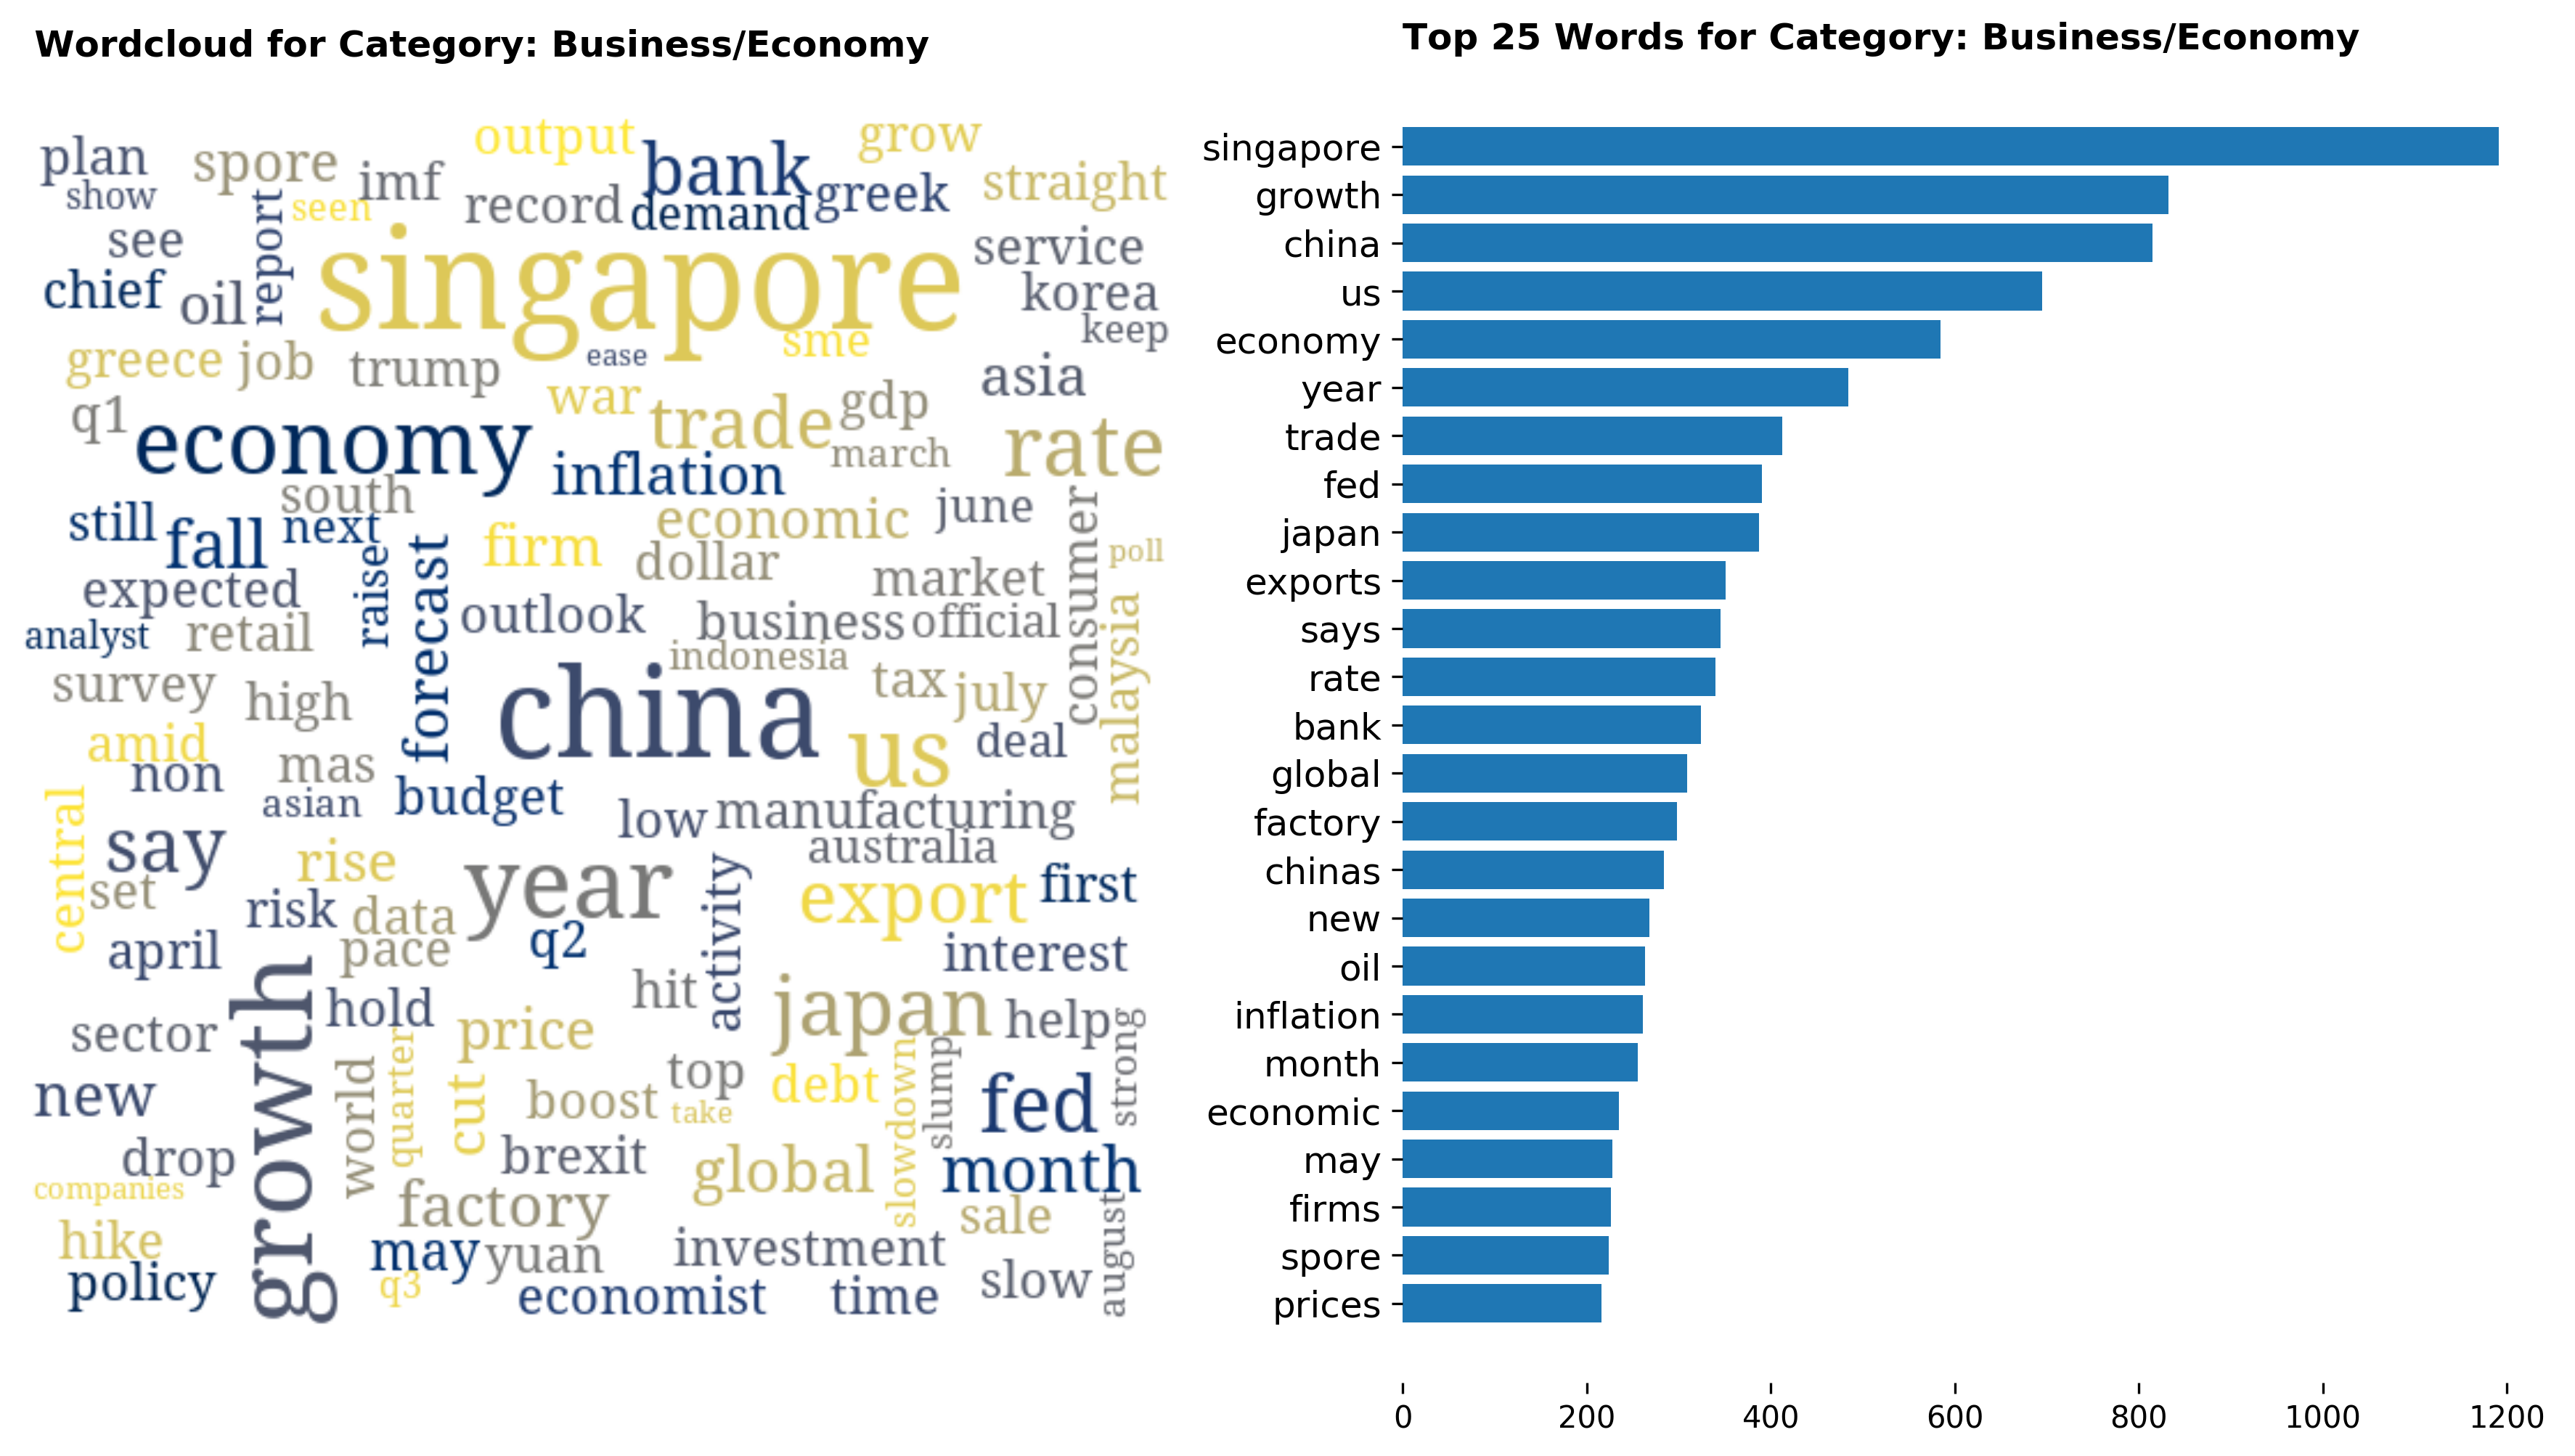 Wordcloud for Category: Business/Economy
plan spore imf output bank grow
show report seen record demand greek straight
see singapore service
chief oil korea
keep
greece job trump ease sme asia
q1 economy war trade gdp rate
inflation march
south
still fall next firm economic june consumer
raise forecast dollar market poll
expected outlook business official malaysia
analyst retail indonesia
survey high china tax july
amid mas us deal
non asian budget low manufacturing
central say australia
set rise year activity export first
risk data
april pace q2 interest
growth hold hit japan help
sector price strong
new world quarter cut boost top debt slowdown slump fed
take
drop brexit global month
companies factory sale
hike may yuan investment august
policy q3 economist time slow
Top 25 Words for Category: Business/Economy
singapore
growth
china
us
economy
year
trade
fed
japan
exports
says
rate
bank
global
factory
chinas
new
oil
inflation
month
economic
may
firms
spore
prices
0 200 400 600 800 1000 1200